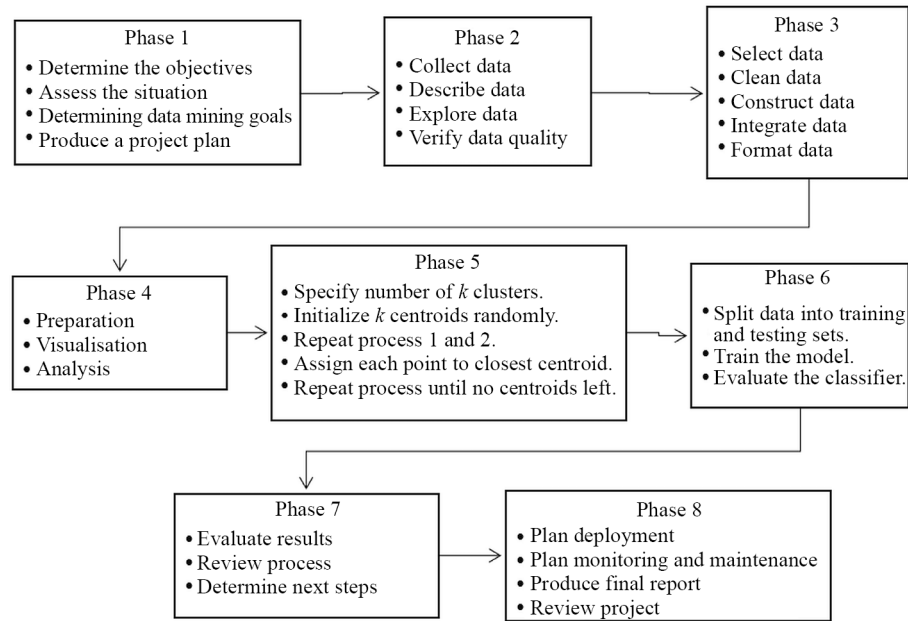 Phase 1
• Determine the objectives
• Assess the situation
• Determining data mining goals
• Produce a project plan
Phase 2
• Collect data
• Describe data
• Explore data
• Verify data quality
Phase 3
• Select data
• Clean data
• Construct data
• Integrate data
• Format data
Phase 4
• Preparation
• Visualisation
• Analysis
Phase 5
• Specify number of k clusters.
• Initialize k centroids randomly.
• Repeat process 1 and 2.
• Assign each point to closest centroid.
• Repeat process until no centroids left.
Phase 6
• Split data into training
and testing sets.
• Train the model.
• Evaluate the classifier.
Phase 7
• Evaluate results
• Review process
• Determine next steps
Phase 8
• Plan deployment
• Plan monitoring and maintenance
• Produce final report
• Review project